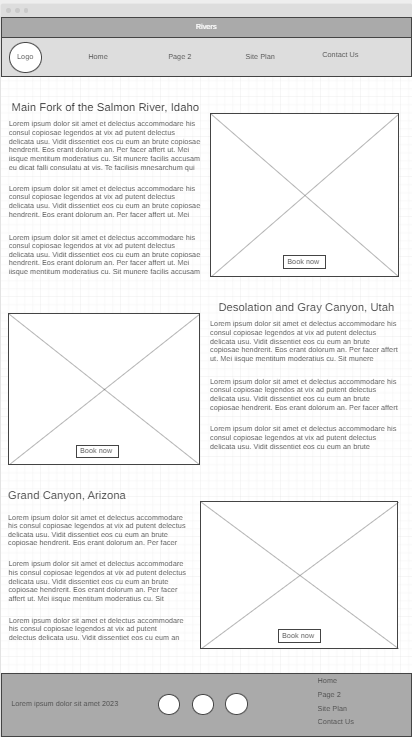 Rivers
Logo
Home
Page 2
Site Plan
Contact Us
Main Fork of the Salmon River, Idaho
Lorem ipsum dolor sit amet et delectus accommodare his
consul copiosae legendos at vix ad putent delectus
delicata usu. Vidit dissentiet eos cu eum an brute copiosae
hendrerit. Eos erant dolorum an. Per facer affert ut. Mei
iisque mentitum moderatius cu. Sit munere facilis accusam
eu dicat falli consulatu at vis. Te facilisis mnesarchum qui
Lorem ipsum dolor sit amet et delectus accommodare his
consul copiosae legendos at vix ad putent delectus
delicata usu. Vidit dissentiet eos cu eum an brute copiosae
hendrerit. Eos erant dolorum an. Per facer affert ut. Mei
Lorem ipsum dolor sit amet et delectus accommodare his
consul copiosae legendos at vix ad putent delectus
delicata usu. Vidit dissentiet eos cu eum an brute copiosae
hendrerit. Eos erant dolorum an. Per facer affert ut. Mei
iisque mentitum moderatius cu. Sit munere facilis accusam
Book now
Desolation and Gray Canyon, Utah
Lorem ipsum dolor sit amet et delectus accommodare his
consul copiosae legendos at vix ad putent delectus
delicata usu. Vidit dissentiet eos cu eum an brute
copiosae hendrerit. Eos erant dolorum an. Per facer affert
ut. Mei iisque mentitum moderatius cu. Sit munere
Lorem ipsum dolor sit amet et delectus accommodare his
consul copiosae legendos at vix ad putent delectus
delicata usu. Vidit dissentiet eos cu eum an brute
copiosae hendrerit. Eos erant dolorum an. Per facer affert
Lorem ipsum dolor sit amet et delectus accommodare his
consul copiosae legendos at vix ad putent delectus
delicata usu. Vidit dissentiet eos cu eum an brute
Book now
Grand Canyon, Arizona
Lorem ipsum dolor sit amet et delectus accommodare
his consul copiosae legendos at vix ad putent delectus
delicata usu. Vidit dissentiet eos cu eum an brute
copiosae hendrerit. Eos erant dolorum an. Per facer
Lorem ipsum dolor sit amet et delectus accommodare
his consul copiosae legendos at vix ad putent delectus
delicata usu. Vidit dissentiet eos cu eum an brute
copiosae hendrerit. Eos erant dolorum an. Per facer
affert ut. Mei iisque mentitum moderatius cu. Sit
Lorem ipsum dolor sit amet et delectus accommodare
his consul copiosae legendos at vix ad putent
delectus delicata usu. Vidit dissentiet eos cu eum an
Book now
Lorem ipsum dolor sit amet 2023
Home
Page 2
Site Plan
Contact Us